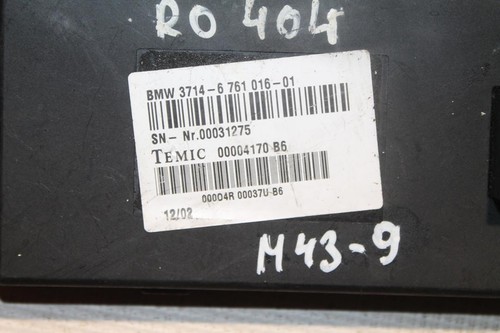 RO 404
BMW 3714-6 761 016-01
SN- Nr.00031275
TEMIC 00004170 B6
00004R 00037U-B6
12/02
M43-9